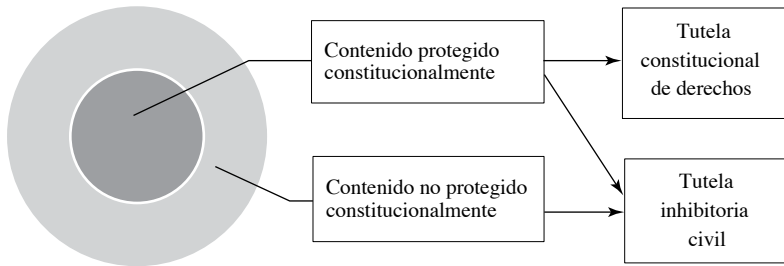 Contenido protegido
constitucionalmente
Tutela
constitucional
de derechos
Contenido no protegido
constitucionalmente
Tutela
inhibitoria
civil